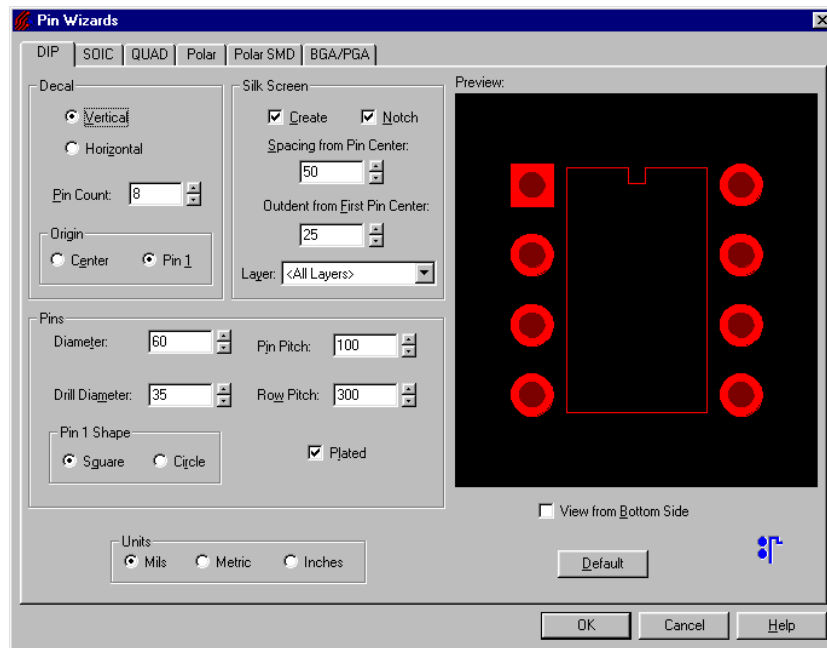 Pin Wizards
DIP SOIC QUAD Polar Polar SMD BGA/PGA
Decal
Vertical
Horizontal
Pin Count: 8
Origin
Center Pin 1
Silk Screen
Create Notch
Spacing from Pin Center:
50
Outdent from First Pin Center:
25
Layer: <All Layers>
Preview:
Pins
Diameter: 60 Pin Pitch: 100
Drill Diameter: 35 Row Pitch: 300
Pin 1 Shape
Square Circle
Plated
View from Bottom Side
Units
Mils Metric Inches
Default
OK Cancel Help